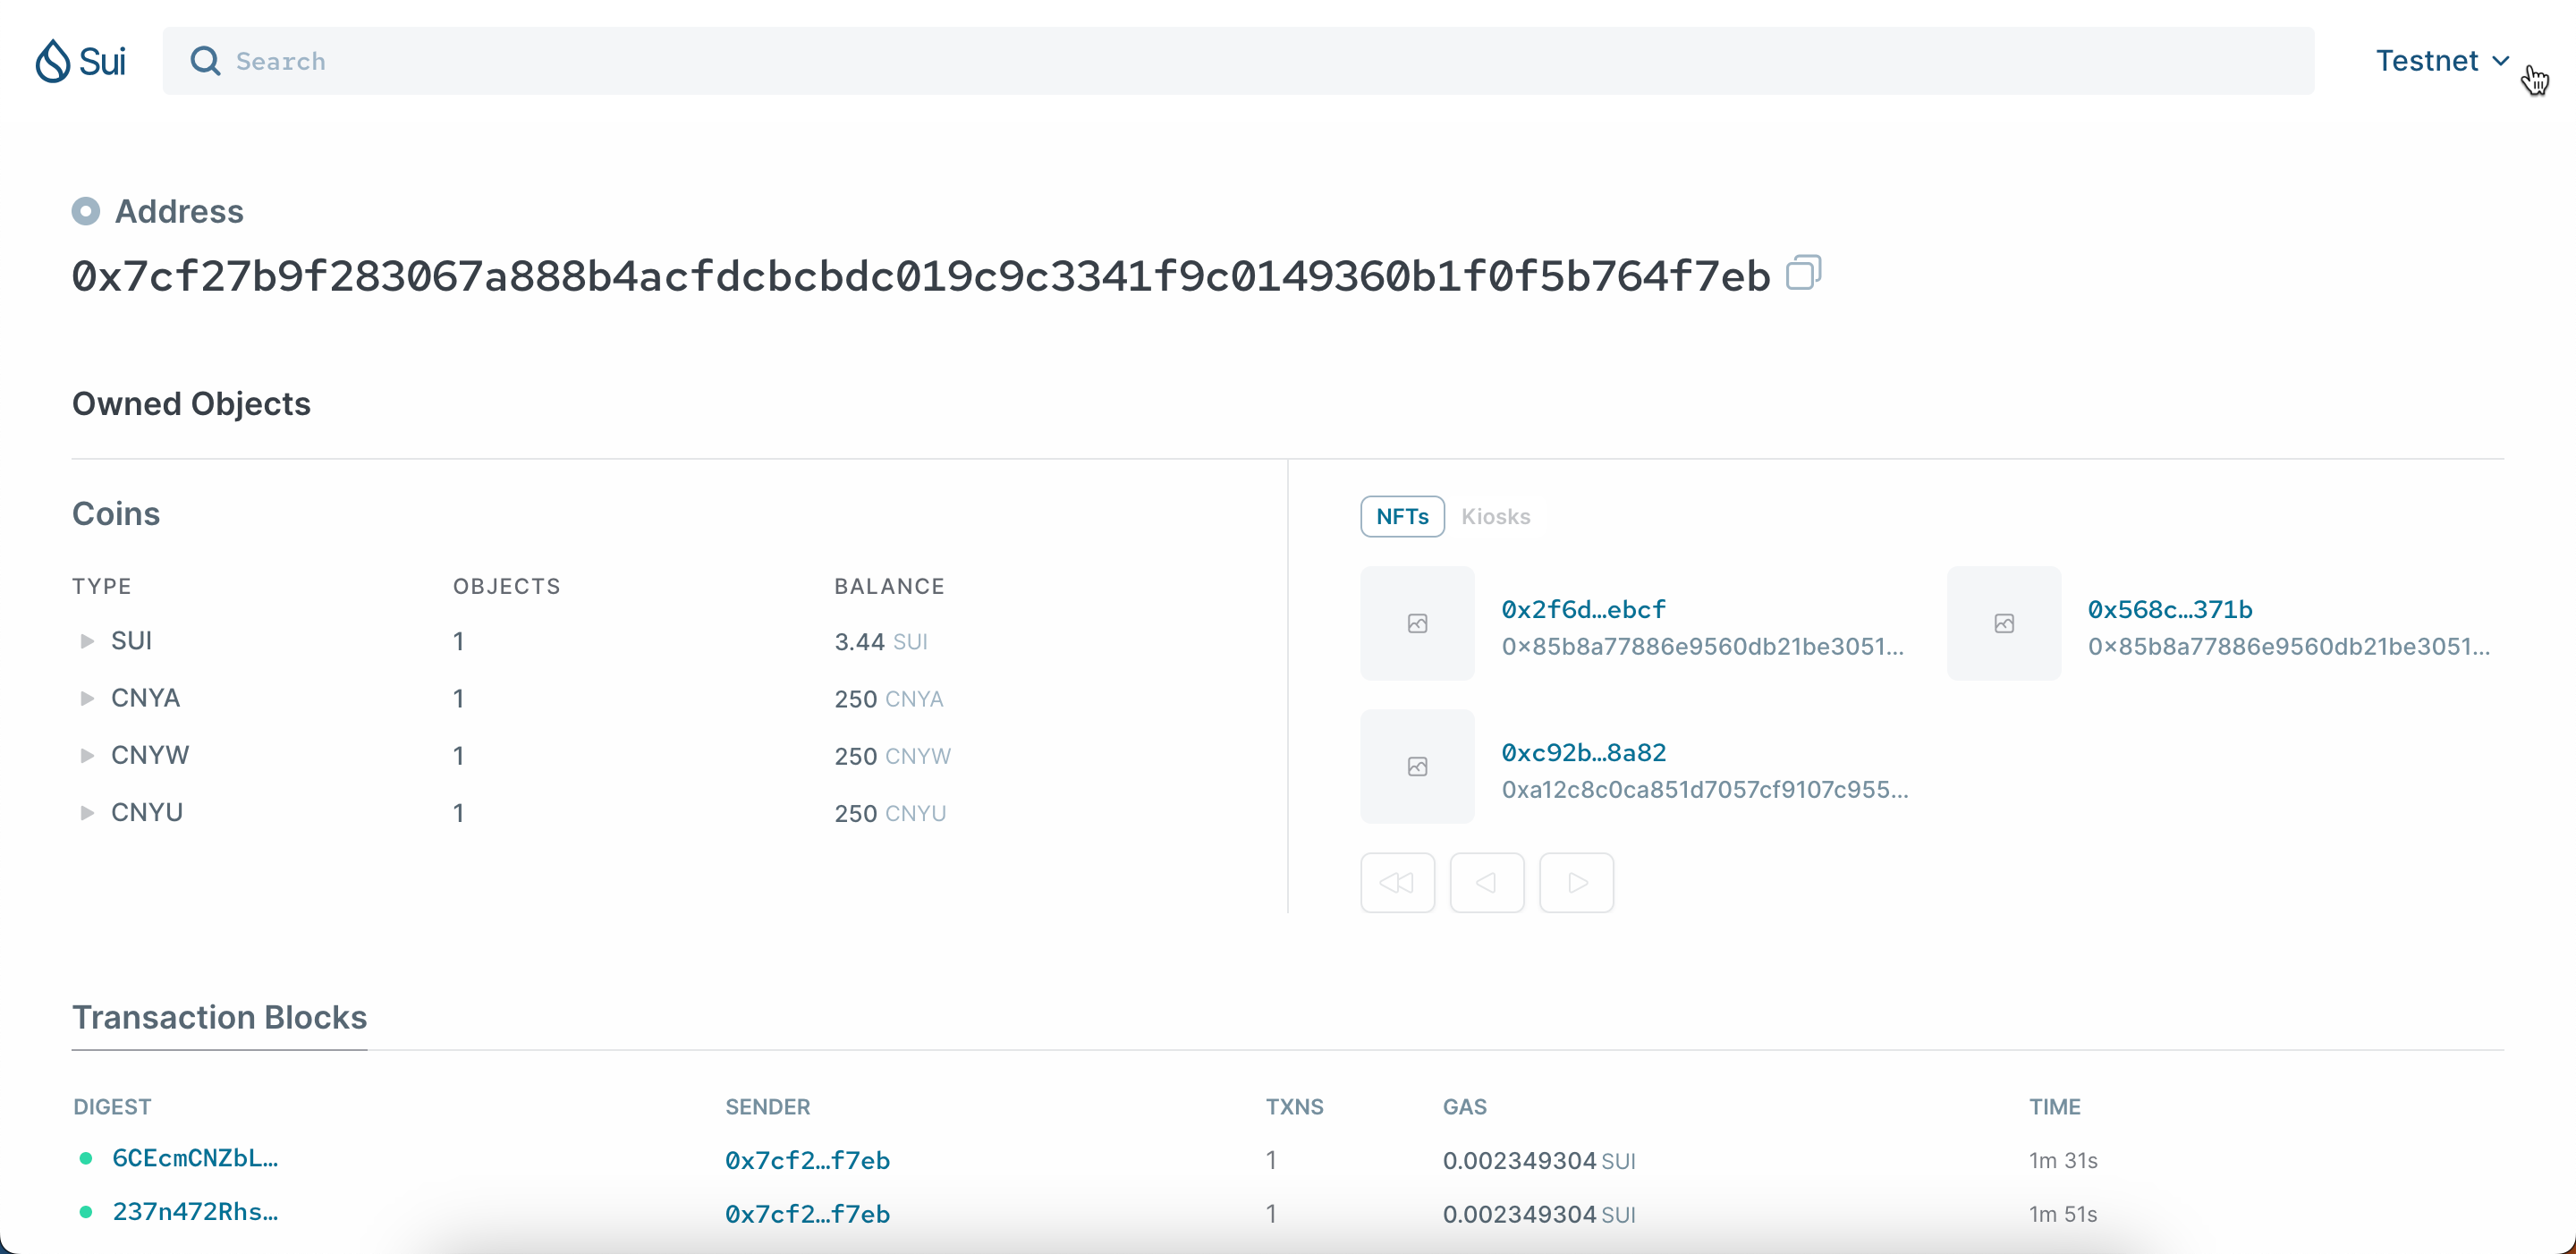 Sui
Search
Testnet
Address
0x7cf27b9f283067a888b4acfdcbcbdc019c9c3341f9c0149360b1f0f5b764f7eb
Owned Objects
Coins
TYPE OBJECTS BALANCE
SUI 1 3.44 SUI
CNYA 1 250 CNYA
CNYW 1 250 CNYW
CNYU 1 250 CNYU
NFTs Kiosks
0x2f6d…ebcf
0x85b8a77886e9560db21be3051...
0x568c…371b
0x85b8a77886e9560db21be3051...
0xc92b…8a82
0xa12c8c0ca851d7057cf9107c955...
Transaction Blocks
DIGEST SENDER TXNS GAS TIME
6CEcmCNZbL… 0x7cf2…f7eb 1 0.002349304 SUI 1m 31s
237n472Rhs… 0x7cf2…f7eb 1 0.002349304 SUI 1m 51s